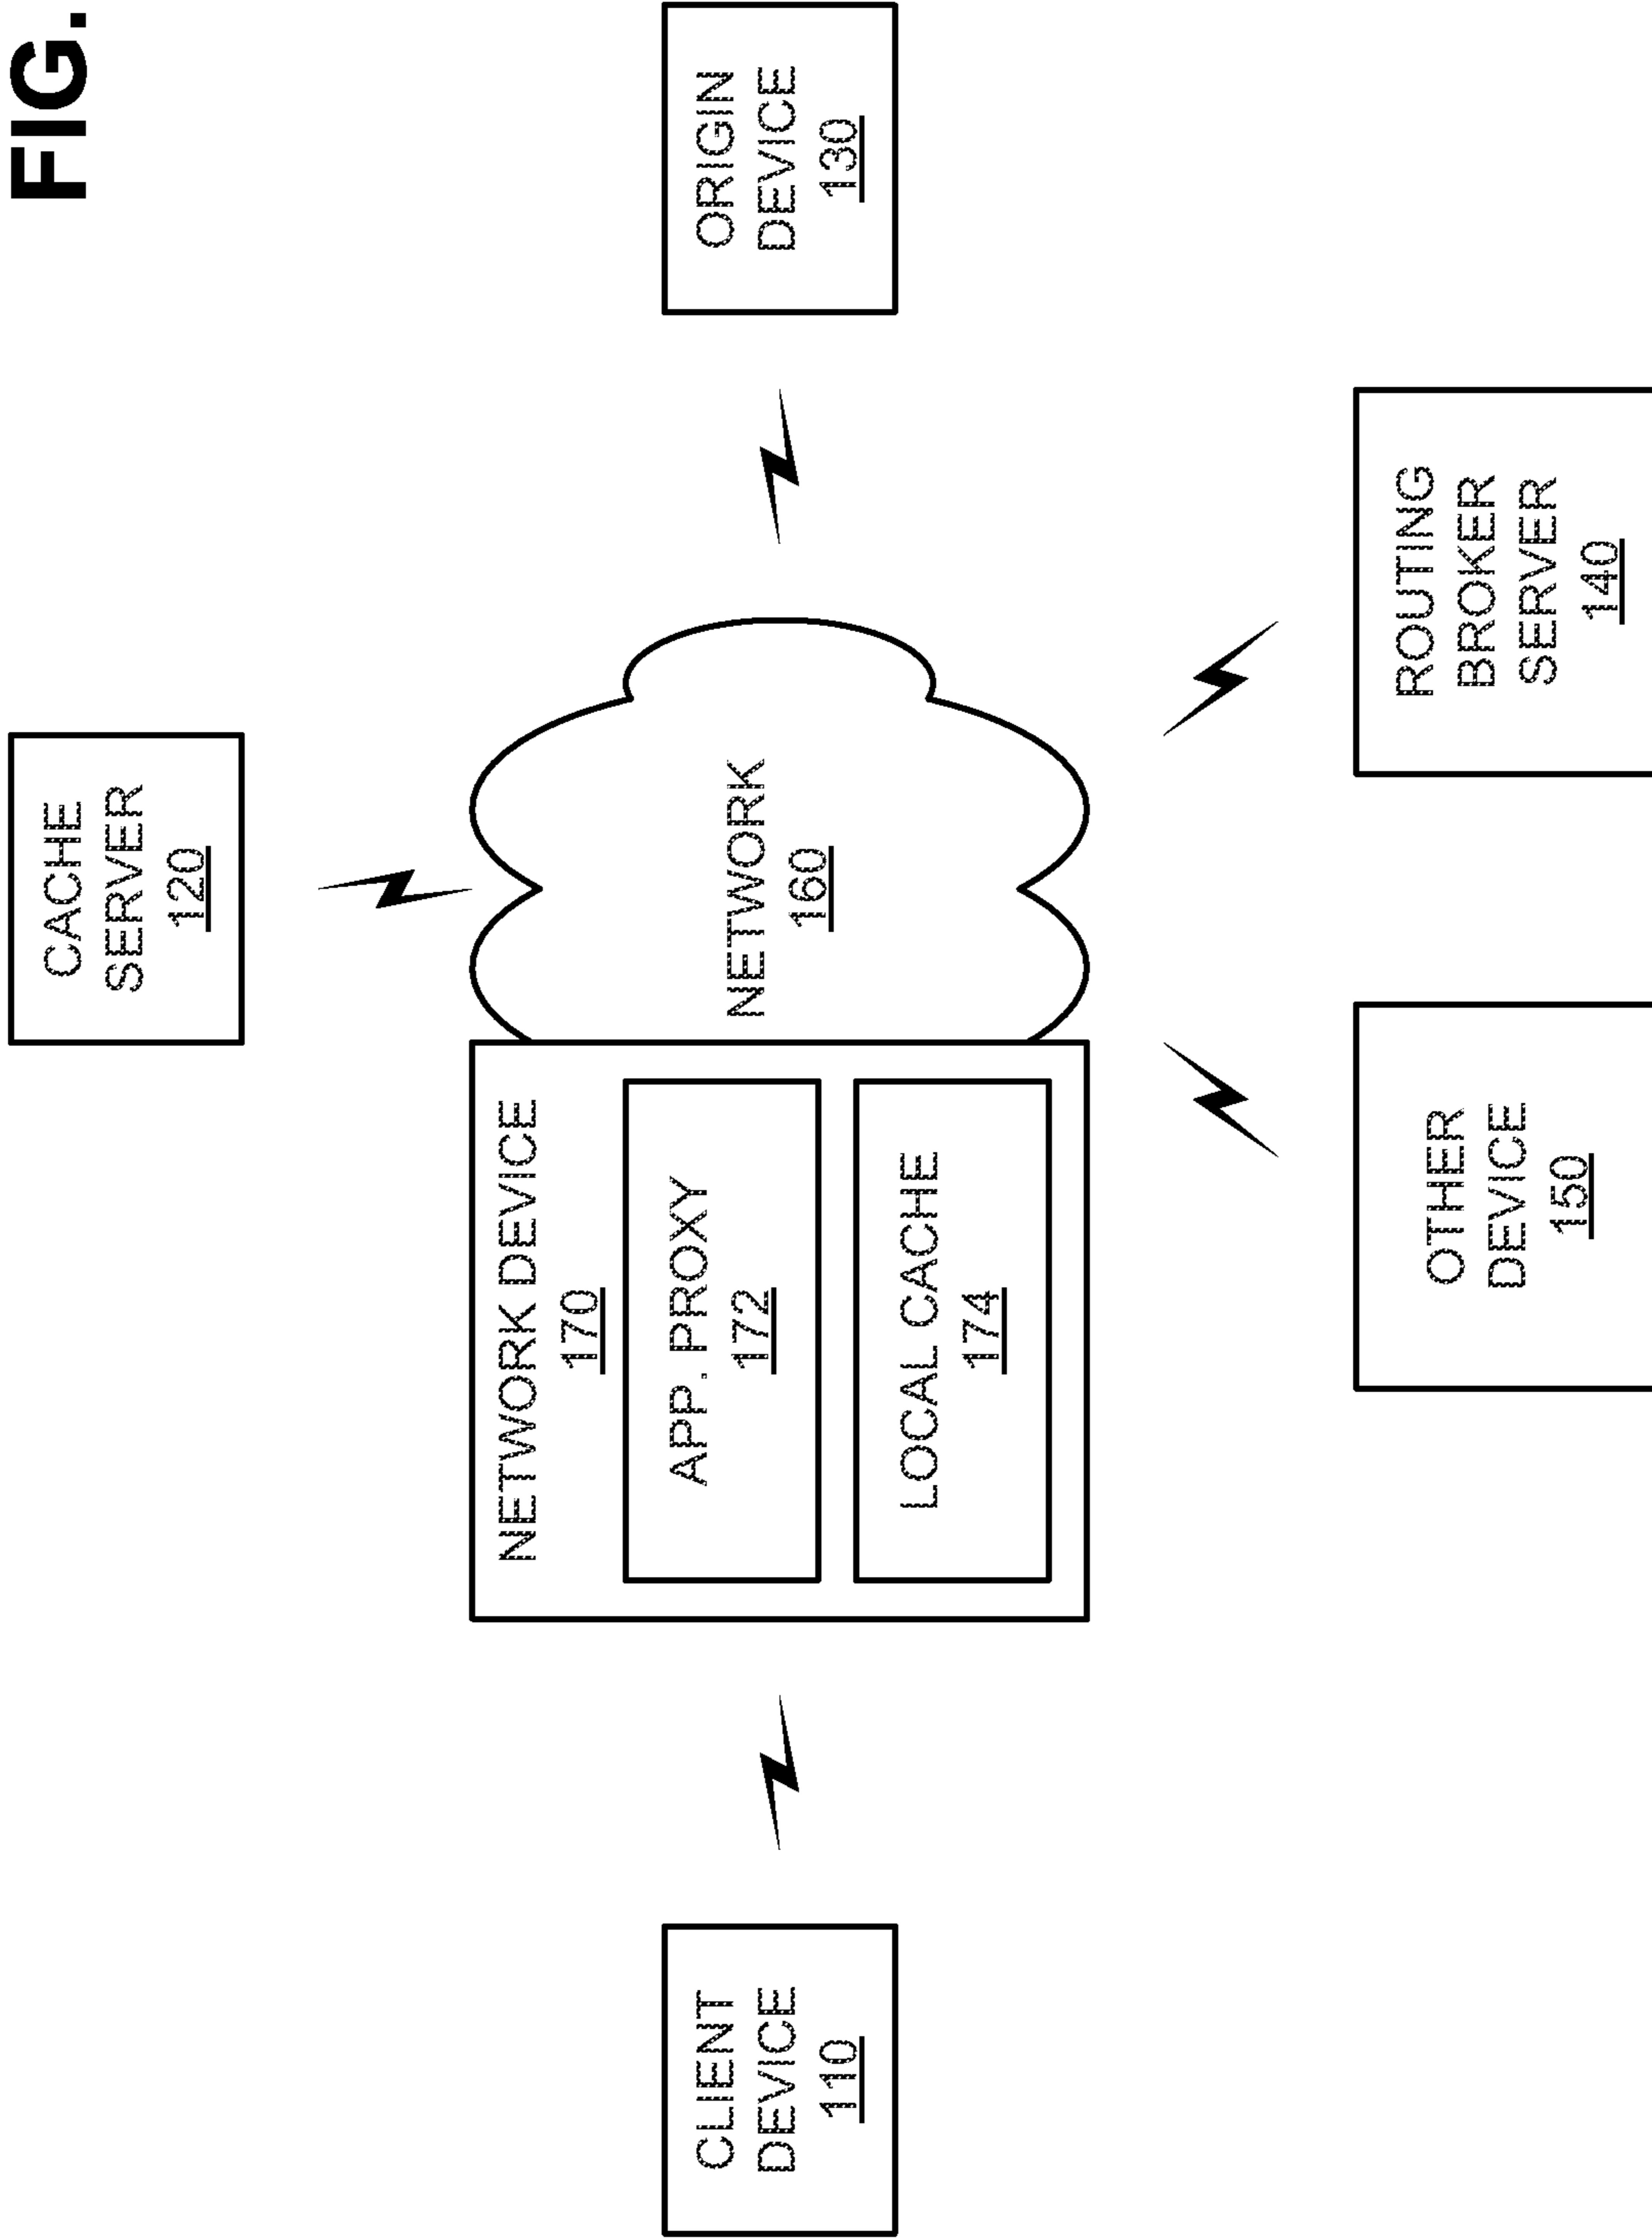 FIG.
CACHE
SERVER
120
NETWORK DEVICE
170
APP. PROXY
172
LOCAL CACHE
174
NETWORK
160
CLIENT
DEVICE
110
ORIGIN
DEVICE
130
OTHER
DEVICE
150
ROUTING
BROKER
SERVER
140